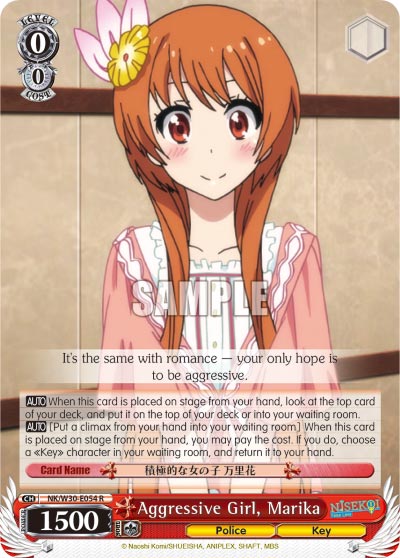 LEVEL
0
0
COST
SAMPLE
It's the same with romance — your only hope is
to be aggressive.
AUTO When this card is placed on stage from your hand, look at the top card
of your deck, and put it on the top of your deck or into your waiting room.
AUTO [Put a climax from your hand into your waiting room] When this card
is placed on stage from your hand, you may pay the cost. If you do, choose
a «Key» character in your waiting room, and return it to your hand.
Card Name 積極的な女の子 万里花
CH NK/W30-E054 R
Aggressive Girl, Marika
NISEKOI
POWER
1500
Police Key
© Naoshi Komi/SHUEISHA, ANIPLEX, SHAFT, MBS